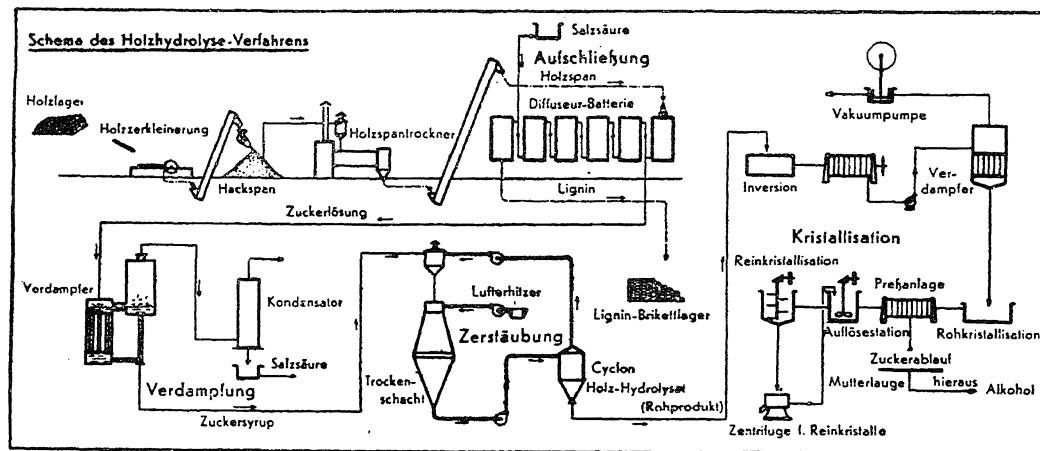 Schema des Holzhydrolyse-Verfahrens
Holzlager
Holzzerkleinerung
Hackspan
Holzspantrockner
Salzsäure
Aufschließung
Holzspan
Diffuseur-Batterie
Lignin
Zuckerlösung
Lignin-Brikettlager
Verdampfer
Kondensator
Salzsäure
Verdampfung
Zuckersyrup
Lufterhitzer
Zerstäubung
Trocken-
schacht
Cyclon
Holz-Hydrolysat
(Rohprodukt)
Vakuumpumpe
Inversion
Ver-
dampfer
Kristallisation
Reinkristallisation
Preßanlage
Auflösestation
Rohkristallisation
Zuckerablauf
Mutterlauge
hieraus
Alkohol
Zentrifuge f. Reinkristalle